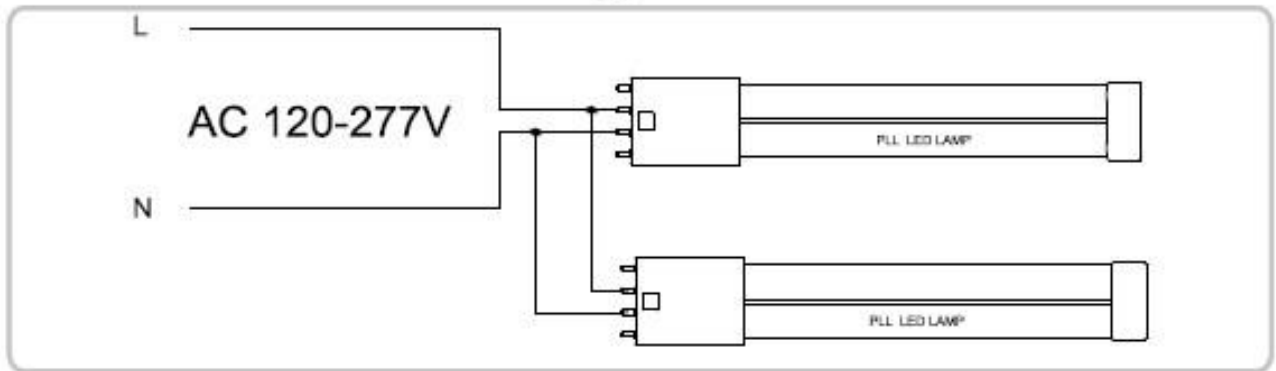 L
AC 120-277V
PLL LED LAMP
N
PLL LED LAMP